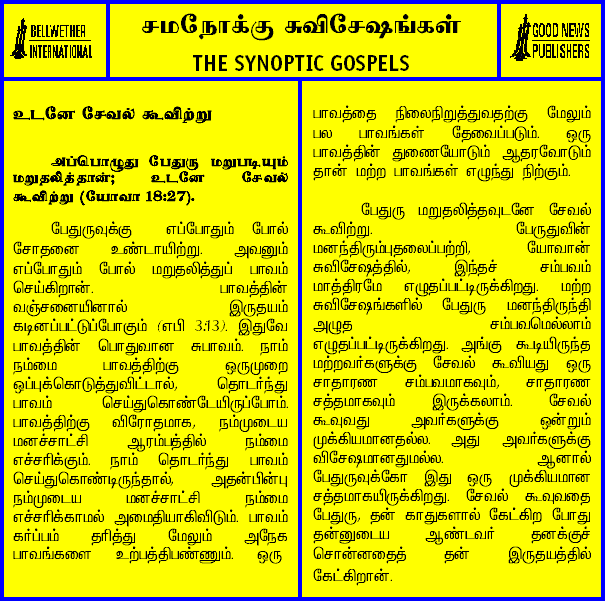 BELLWETHER
INTERNATIONAL
சமநோக்கு சுவிசேஷங்கள்
THE SYNOPTIC GOSPELS
GOOD NEWS
PUBLISHERS
உடனே சேவல் கூவிற்று
அப்பொழுது பேதுரு மறுபடியும்
மறுதலித்தான்; உடனே சேவல்
கூவிற்று (யோவா 18:27).
பேதுருவுக்கு எப்போதும் போல்
சோதனை உண்டாயிற்று. அவனும்
எப்போதும் போல் மறுதலித்துப் பாவம்
செய்கிறான். பாவத்தின்
வஞ்சனையினால் இருதயம்
கடினப்பட்டுப்போகும் (எபி 3:13). இதுவே
பாவத்தின் பொதுவான சுபாவம். நாம்
நம்மை பாவத்திற்கு ஒருமுறை
ஒப்புக்கொடுத்துவிட்டால், தொடர்ந்து
பாவம் செய்துகொண்டேயிருப்போம்.
பாவத்திற்கு விரோதமாக, நம்முடைய
மனச்சாட்சி ஆரம்பத்தில் நம்மை
எச்சரிக்கும். நாம் தொடர்ந்து பாவம்
செய்துகொண்டிருந்தால், அதன்பின்பு
நம்முடைய மனச்சாட்சி நம்மை
எச்சரிக்காமல் அமைதியாகிவிடும். பாவம்
கர்ப்பம் தரித்து மேலும் அநேக
பாவங்களை உற்பத்திபண்ணும். ஒரு
பாவத்தை நிலைநிறுத்துவதற்கு மேலும்
பல பாவங்கள் தேவைப்படும். ஒரு
பாவத்தின் துணையோடும் ஆதரவோடும்
தான் மற்ற பாவங்கள் எழுந்து நிற்கும்.
பேதுரு மறுதலித்தவுடனே சேவல்
கூவிற்று. பேருதுவின்
மனந்திரும்புதலைப்பற்றி, யோவான்
சுவிசேஷத்தில், இந்தச் சம்பவம்
மாத்திரமே எழுதப்பட்டிருக்கிறது. மற்ற
சுவிசேஷங்களில் பேதுரு மனந்திருந்தி
அழுத சம்பவமெல்லாம்
எழுதப்பட்டிருக்கிறது. அங்கு கூடியிருந்த
மற்றவர்களுக்கு சேவல் கூவியது ஒரு
சாதாரண சம்பவமாகவும், சாதாரண
சத்தமாகவும் இருக்கலாம். சேவல்
கூவுவது அவர்களுக்கு ஒன்றும்
முக்கியமானதல்ல. அது அவர்களுக்கு
விசேஷமானதுமல்ல. ஆனால்
பேதுருவுக்கோ இது ஒரு முக்கியமான
சத்தமாகயிருக்கிறது. சேவல் கூவுவதை
பேதுரு, தன் காதுகளால் கேட்கிற போது
தன்னுடைய ஆண்டவர் தனக்குச்
சொன்னதைத் தன் இருதயத்தில்
கேட்கிறான்.